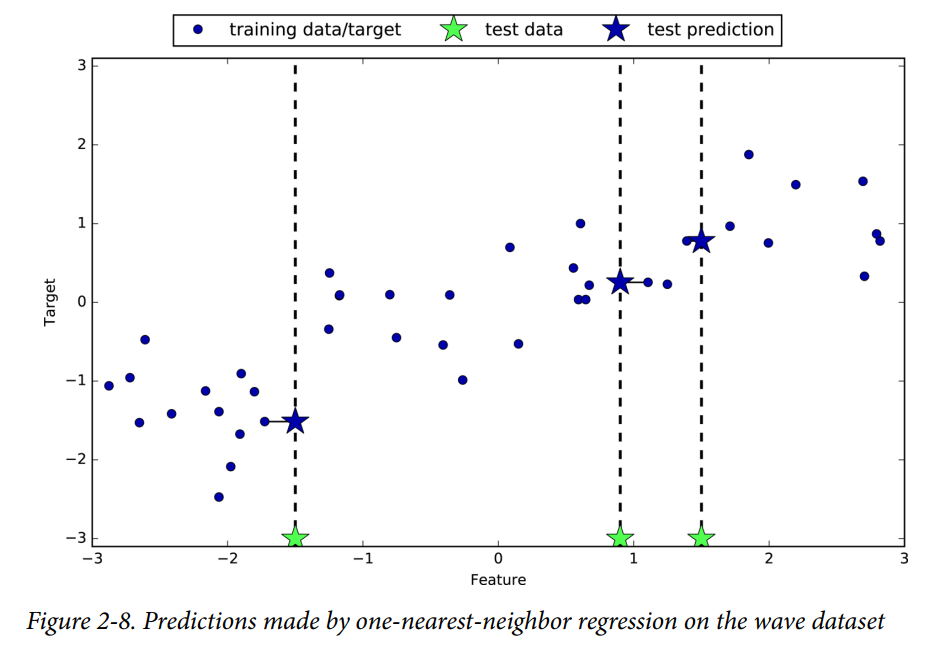 training data/target test data test prediction
3
2
1
0
−1
−2
−3
Target
−3 −2 −1 0 1 2 3
Feature
Figure 2-8. Predictions made by one-nearest-neighbor regression on the wave dataset